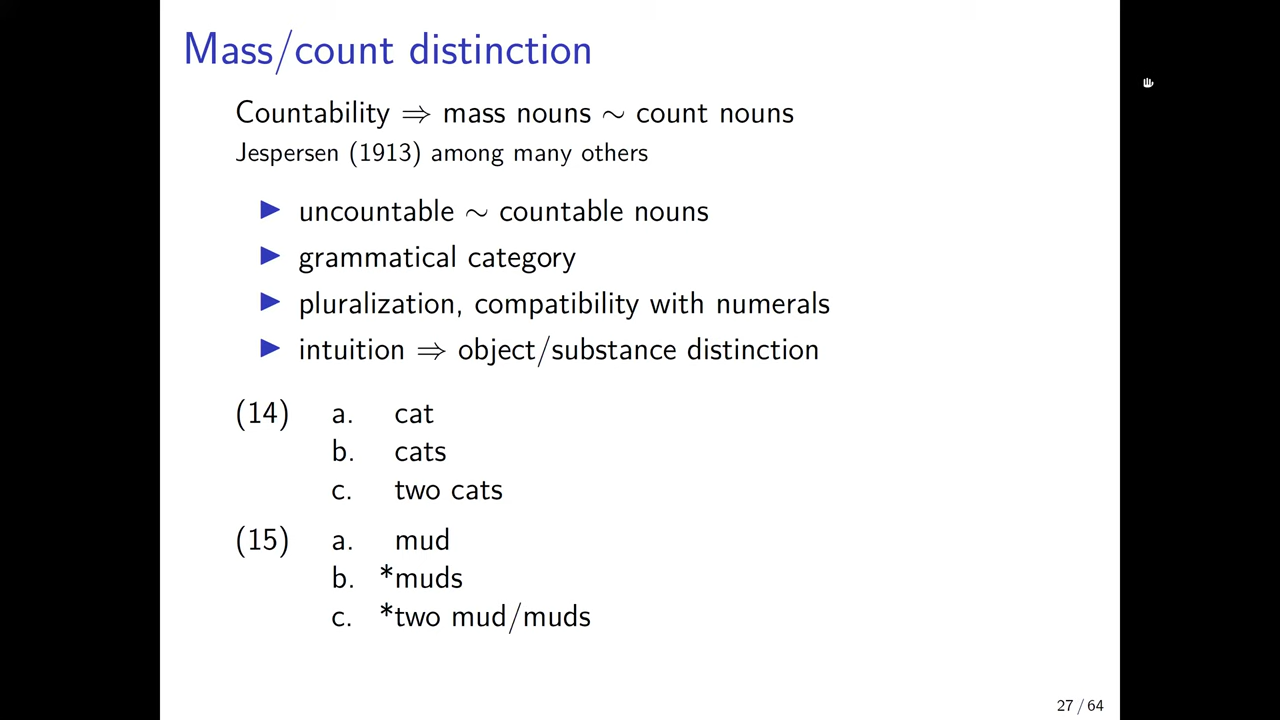 Mass/count distinction
Countability ⇒ mass nouns ∼ count nouns
Jespersen (1913) among many others
▶ uncountable ∼ countable nouns
▶ grammatical category
▶ pluralization, compatibility with numerals
▶ intuition ⇒ object/substance distinction
(14) a. cat
b. cats
c. two cats
(15) a. mud
b. *muds
c. *two mud/muds
27 / 64